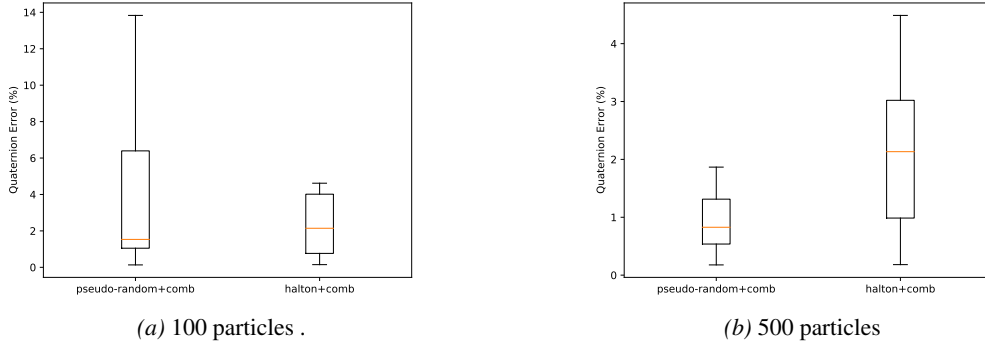 14
12
10
8
6
4
2
0
Quaternion Error (%)
pseudo-random+comb
halton+comb
(a) 100 particles .
4
3
2
1
0
Quaternion Error (%)
pseudo-random+comb
halton+comb
(b) 500 particles